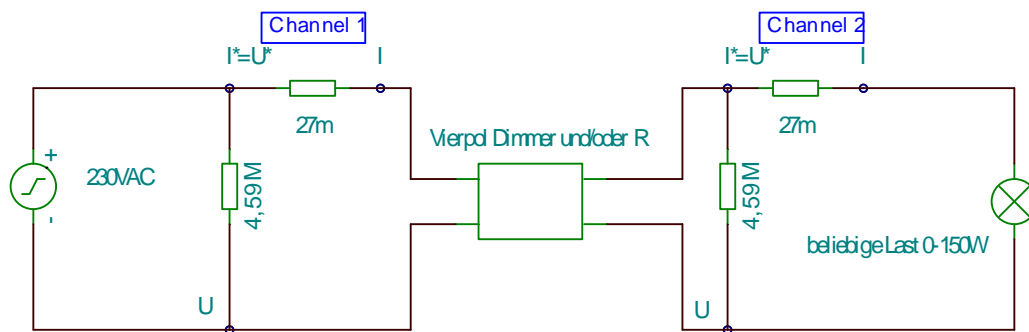 Channel 1
Channel 2
I*=U*
I
I*=U*
I
27m
27m
Vierpol Dimmer und/oder R
+
230VAC
-
4,59M
4,59M
beliebige Last 0-150W
U
U